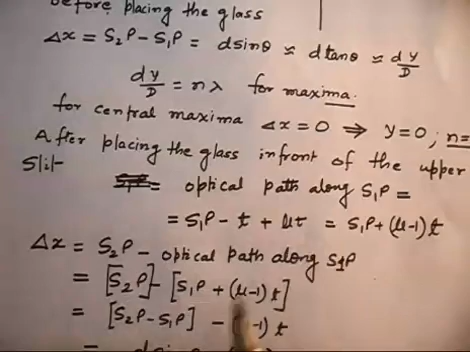 before placing the glass
Δx = S₂P - S₁P = dsinθ ≈ dtanθ ≈ dy/D
dy/D = nλ for maxima
for central maxima Δx = 0 ⇒ y = 0 ; n =
After placing the glass infront of the upper
Slit
= optical path along S₁P =
= S₁P - t + μt = S₁P + (μ-1)t
Δx = S₂P - optical path along S₁P
= [S₂P] - [S₁P + (μ-1)t]
= [S₂P - S₁P] - ( -1)t
=